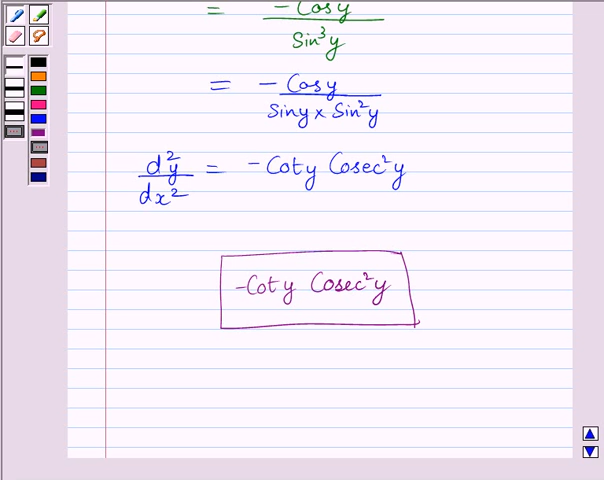 = -Cosy / Sin³y
= -Cosy / Siny x Sin²y
d²y/dx² = -Coty Cosec²y
-Coty Cosec²y